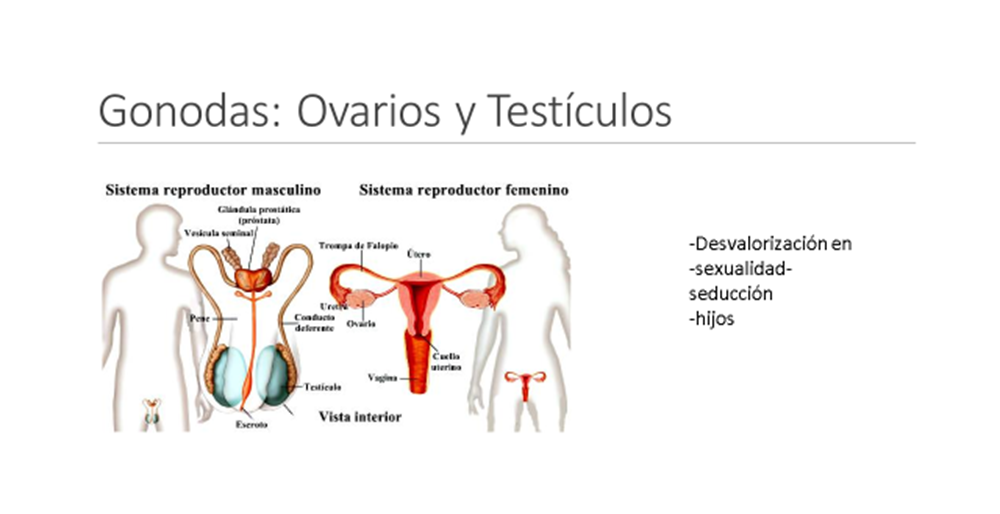 Gonodas: Ovarios y Testículos
Sistema reproductor masculino
Sistema reproductor femenino
Glándula prostática
(próstata)
Vesícula seminal
Trompa de Falopio
Útero
Uretra
Pene
Conducto
deferente
Ovario
Cuello
uterino
Vagina
Testículo
Vista interior
Escroto
-Desvalorización en
-sexualidad-
seducción
-hijos